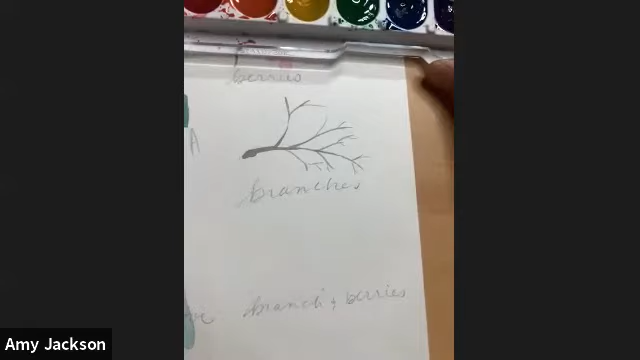 berries
A
branches
branch & berries
Amy Jackson